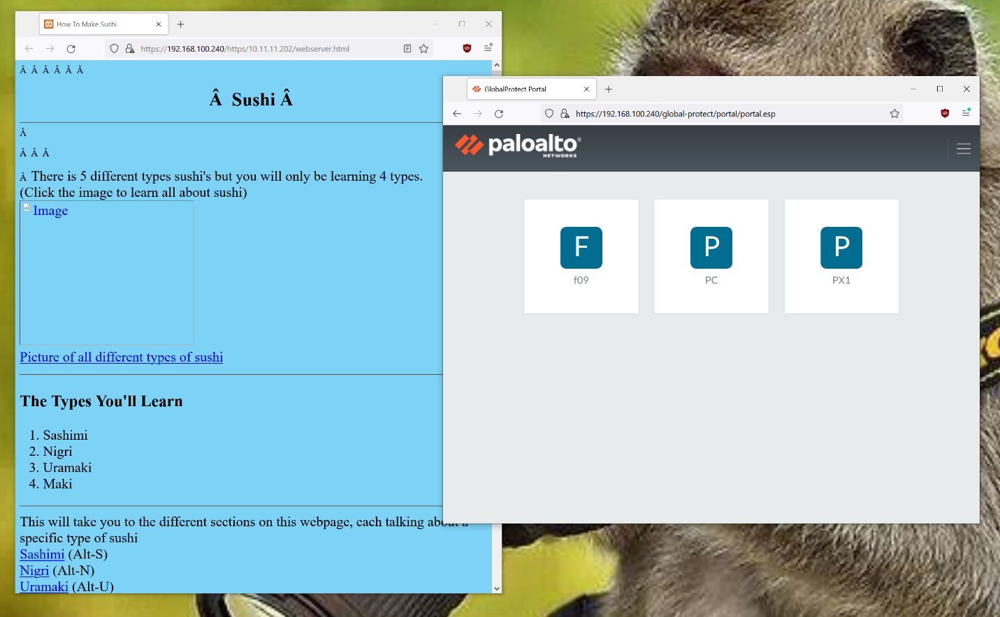 How To Make Sushi
https://192.168.100.240/https/10.11.11.202/webserver.html
Â Â Â Â Â Â
Â Sushi Â
Â
Â Â Â
Â There is 5 different types sushi's but you will only be learning 4 types.
(Click the image to learn all about sushi)
Image
Picture of all different types of sushi
The Types You'll Learn
1. Sashimi
2. Nigri
3. Uramaki
4. Maki
This will take you to the different sections on this webpage, each talking about a
specific type of sushi
Sashimi (Alt-S)
Nigri (Alt-N)
Uramaki (Alt-U)
GlobalProtect Portal
https://192.168.100.240/global-protect/portal/portal.esp
paloalto®
NETWORKS
F
f09
P
PC
P
PX1